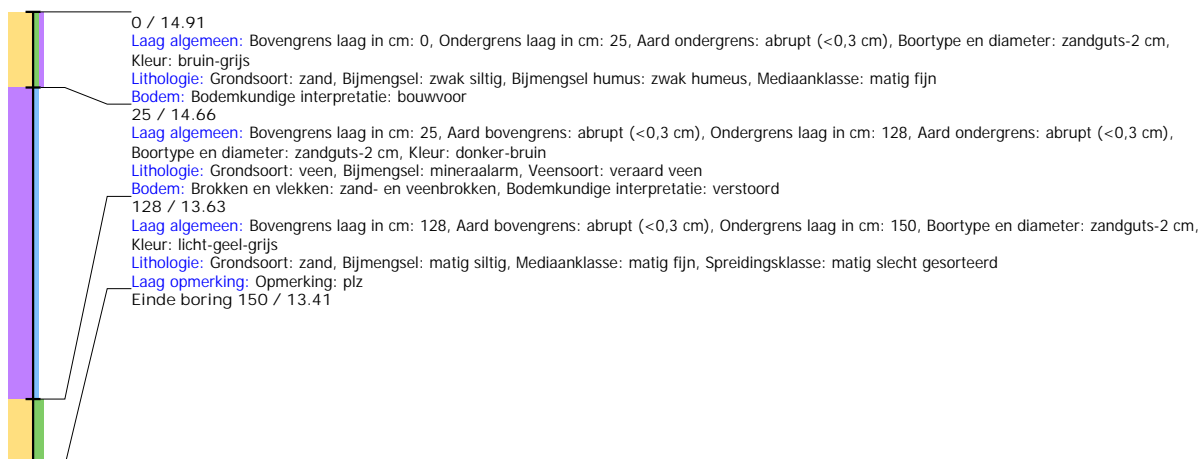 0 / 14.91
Laag algemeen: Bovengrens laag in cm: 0, Ondergrens laag in cm: 25, Aard ondergrens: abrupt (<0,3 cm), Boortype en diameter: zandguts-2 cm,
Kleur: bruin-grijs
Lithologie: Grondsoort: zand, Bijmengsel: zwak siltig, Bijmengsel humus: zwak humeus, Mediaanklasse: matig fijn
Bodem: Bodemkundige interpretatie: bouwvoor
25 / 14.66
Laag algemeen: Bovengrens laag in cm: 25, Aard bovengrens: abrupt (<0,3 cm), Ondergrens laag in cm: 128, Aard ondergrens: abrupt (<0,3 cm),
Boortype en diameter: zandguts-2 cm, Kleur: donker-bruin
Lithologie: Grondsoort: veen, Bijmengsel: mineraalarm, Veensoort: veraard veen
Bodem: Brokken en vlekken: zand- en veenbrokken, Bodemkundige interpretatie: verstoord
128 / 13.63
Laag algemeen: Bovengrens laag in cm: 128, Aard bovengrens: abrupt (<0,3 cm), Ondergrens laag in cm: 150, Boortype en diameter: zandguts-2 cm,
Kleur: licht-geel-grijs
Lithologie: Grondsoort: zand, Bijmengsel: matig siltig, Mediaanklasse: matig fijn, Spreidingsklasse: matig slecht gesorteerd
Laag opmerking: Opmerking: plz
Einde boring 150 / 13.41